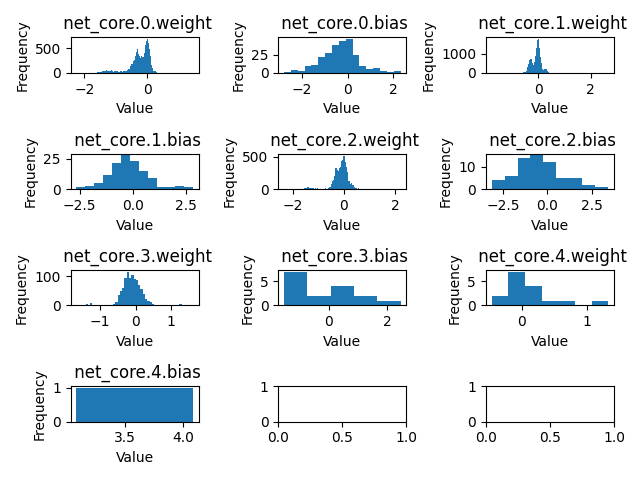 net_core.0.weight
Frequency
500
0
−2
0
Value
net_core.0.bias
Frequency
25
0
−2
0
2
Value
net_core.1.weight
Frequency
1000
0
0
2
Value
net_core.1.bias
Frequency
25
0
−2.5
0.0
2.5
Value
net_core.2.weight
Frequency
500
0
−2
0
2
Value
net_core.2.bias
Frequency
10
0
−2.5
0.0
2.5
Value
net_core.3.weight
Frequency
100
0
−1
0
1
Value
net_core.3.bias
Frequency
5
0
0
2
Value
net_core.4.weight
Frequency
5
0
0
1
Value
net_core.4.bias
Frequency
1
0
3.5
4.0
Value
1
0
0.0
0.5
1.0
1
0
0.0
0.5
1.0